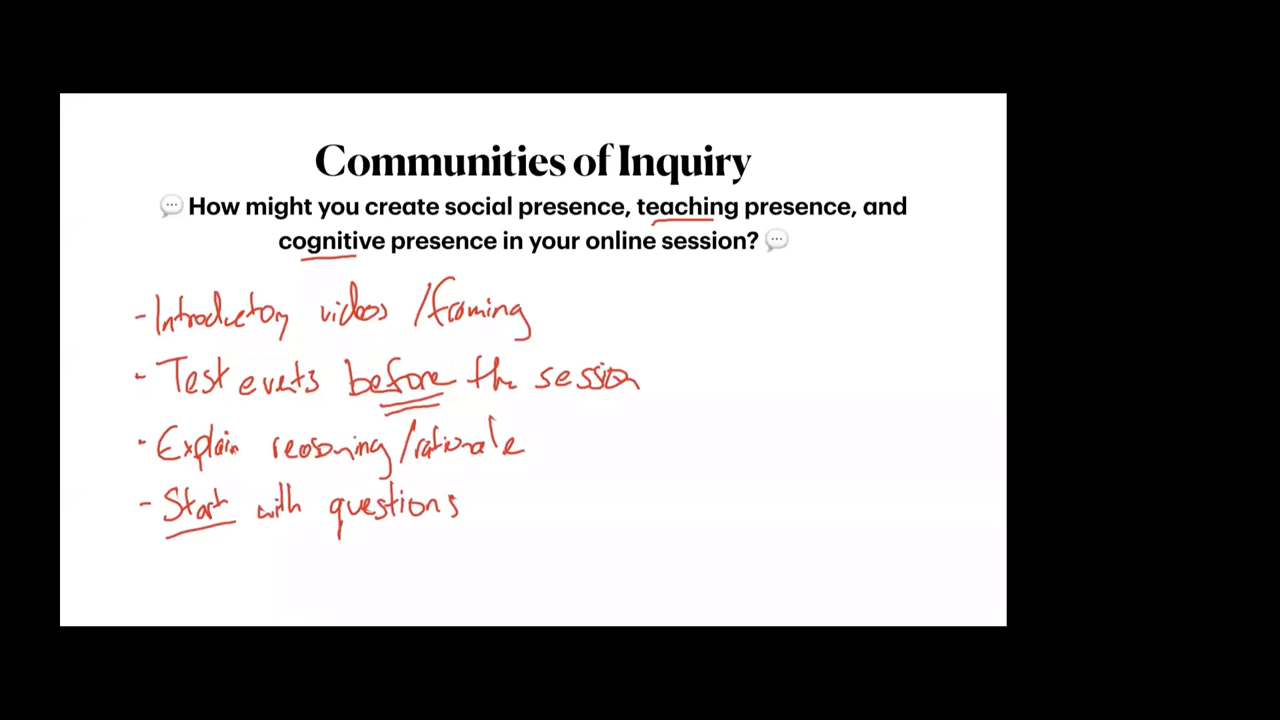 Communities of Inquiry
💬 How might you create social presence, teaching presence, and
cognitive presence in your online session? 💬
- Introductory videos / framing
- Test events before the session
- Explain reasoning / rationale
- Start with questions